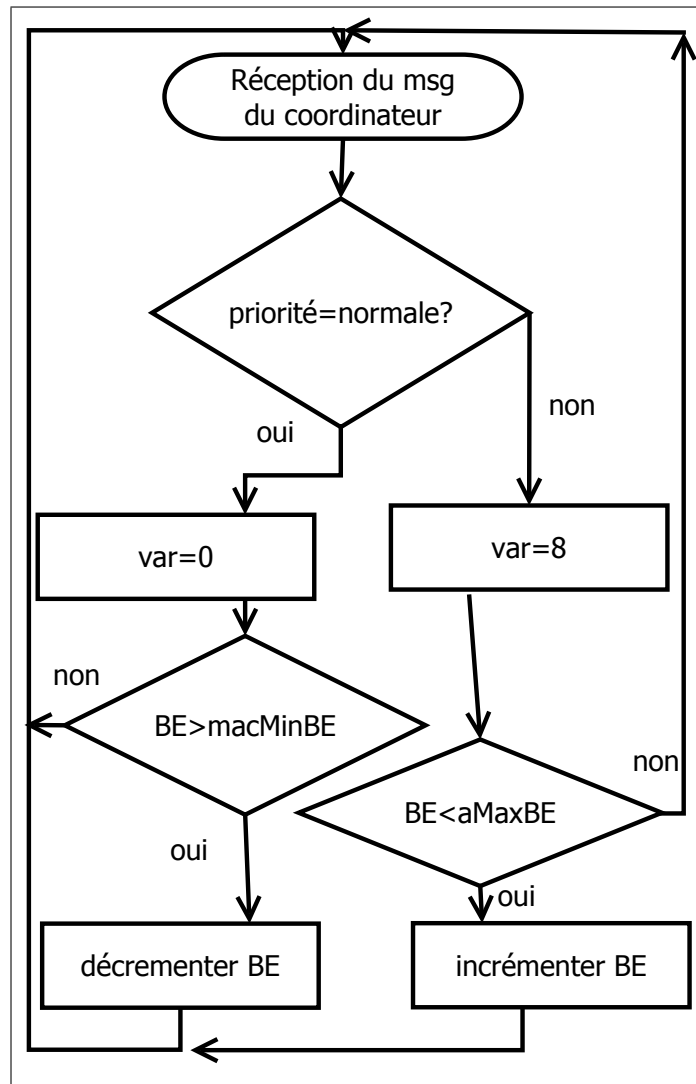 Réception du msg
du coordinateur
priorité=normale?
oui
non
var=0
var=8
non
BE>macMinBE
non
BE<aMaxBE
oui
oui
décrementer BE
incrémenter BE